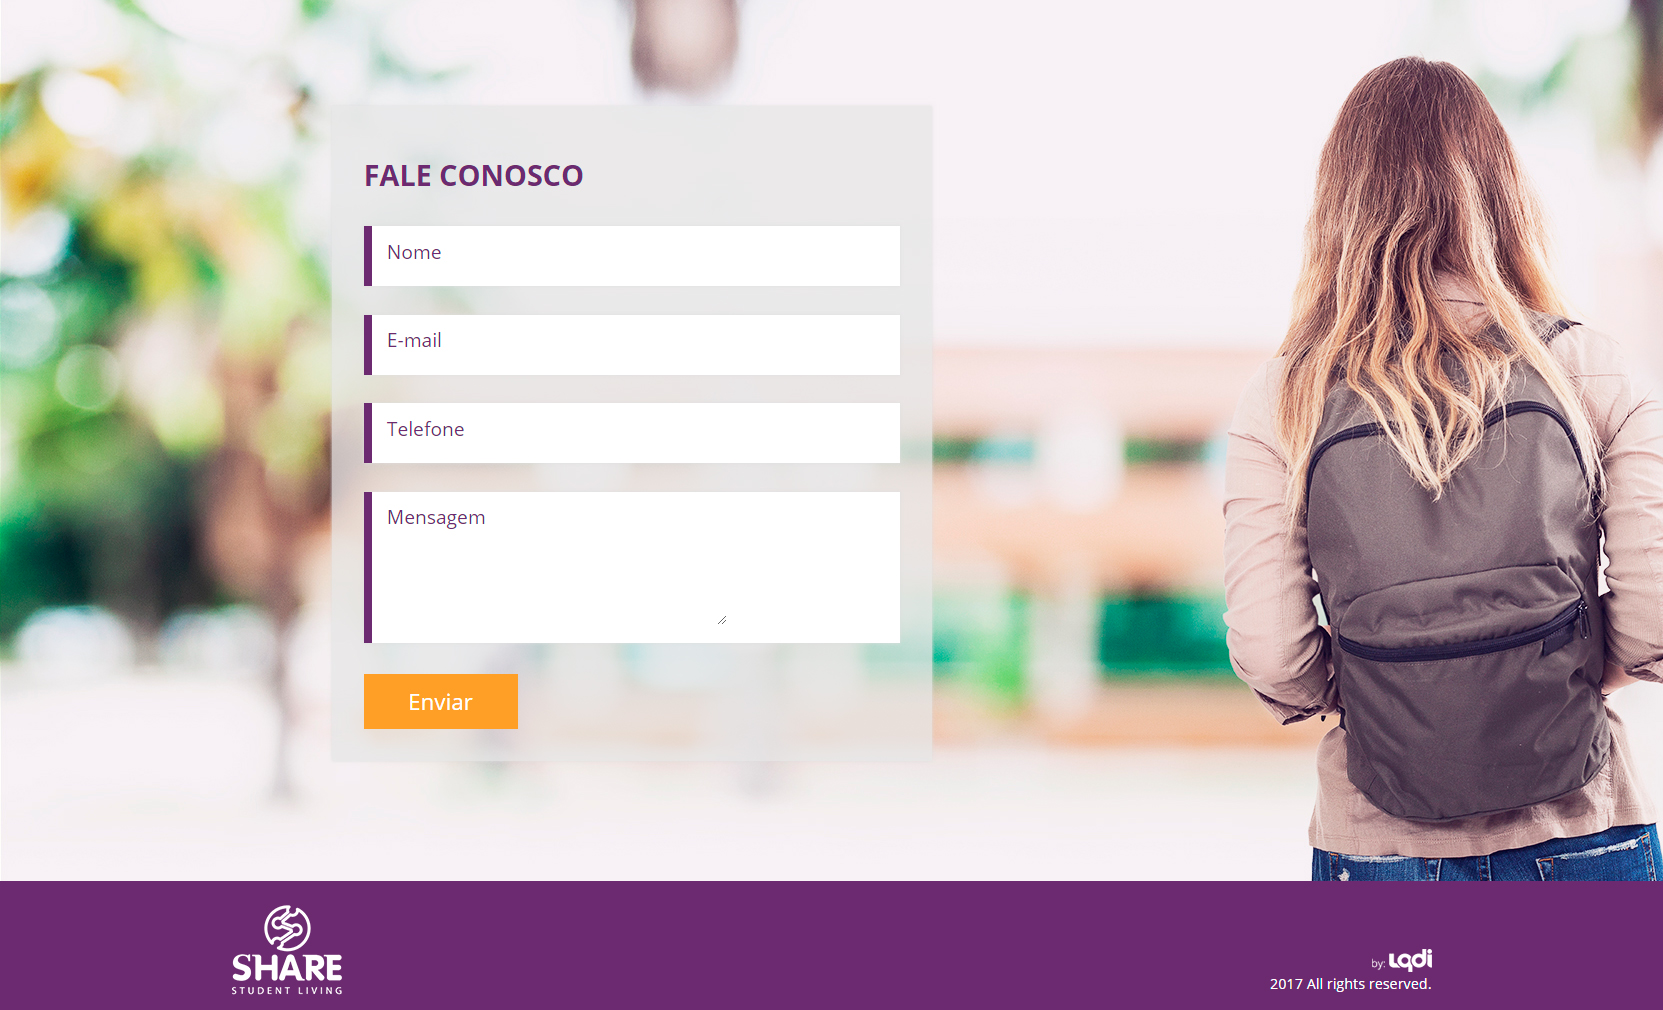 FALE CONOSCO
Nome
E-mail
Telefone
Mensagem
Enviar
SHARE
STUDENT LIVING
by: lqdi
2017 All rights reserved.